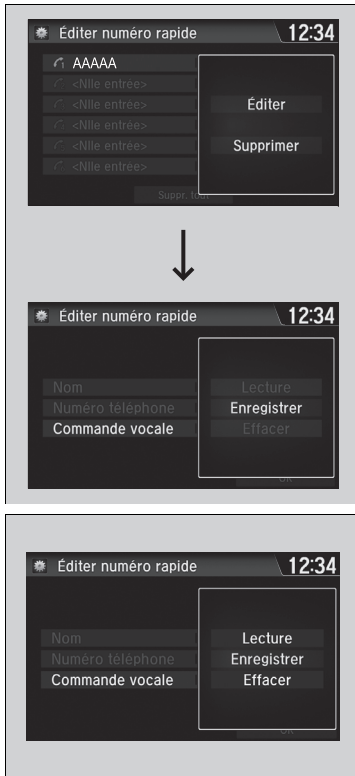 Éditer numéro rapide 12:34
AAAAA
<Nlle entrée>
<Nlle entrée> Éditer
<Nlle entrée>
<Nlle entrée> Supprimer
<Nlle entrée>
Suppr. tout
Éditer numéro rapide 12:34
Nom Lecture
Numéro téléphone Enregistrer
Commande vocale Effacer
OK
Éditer numéro rapide 12:34
Nom Lecture
Numéro téléphone Enregistrer
Commande vocale Effacer
OK